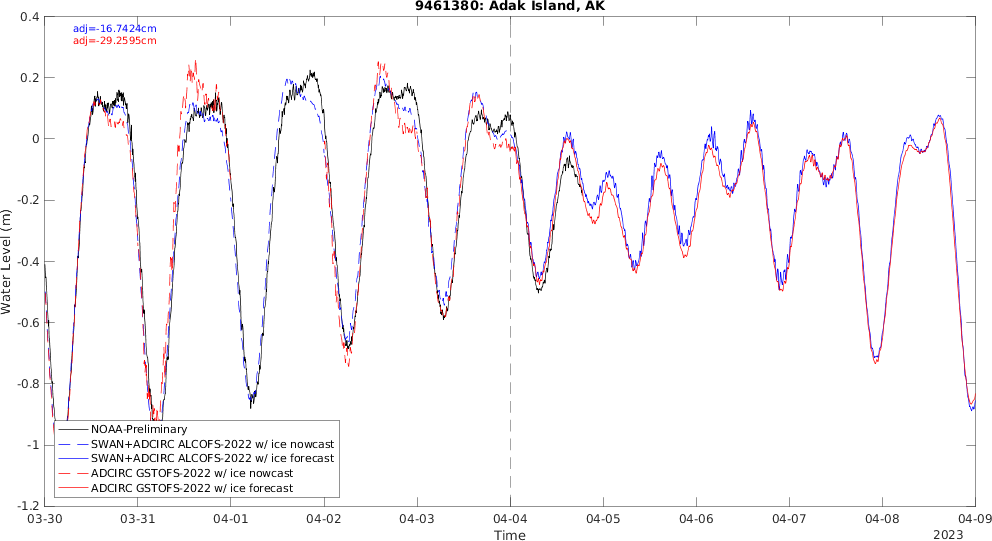 9461380: Adak Island, AK
adj=-16.7424cm
adj=-29.2595cm
0.4
0.2
0
-0.2
-0.4
-0.6
-0.8
-1
-1.2
Water Level (m)
NOAA-Preliminary
SWAN+ADCIRC ALCOFS-2022 w/ ice nowcast
SWAN+ADCIRC ALCOFS-2022 w/ ice forecast
ADCIRC GSTOFS-2022 w/ ice nowcast
ADCIRC GSTOFS-2022 w/ ice forecast
03-30 03-31 04-01 04-02 04-03 04-04 04-05 04-06 04-07 04-08 04-09
Time
2023